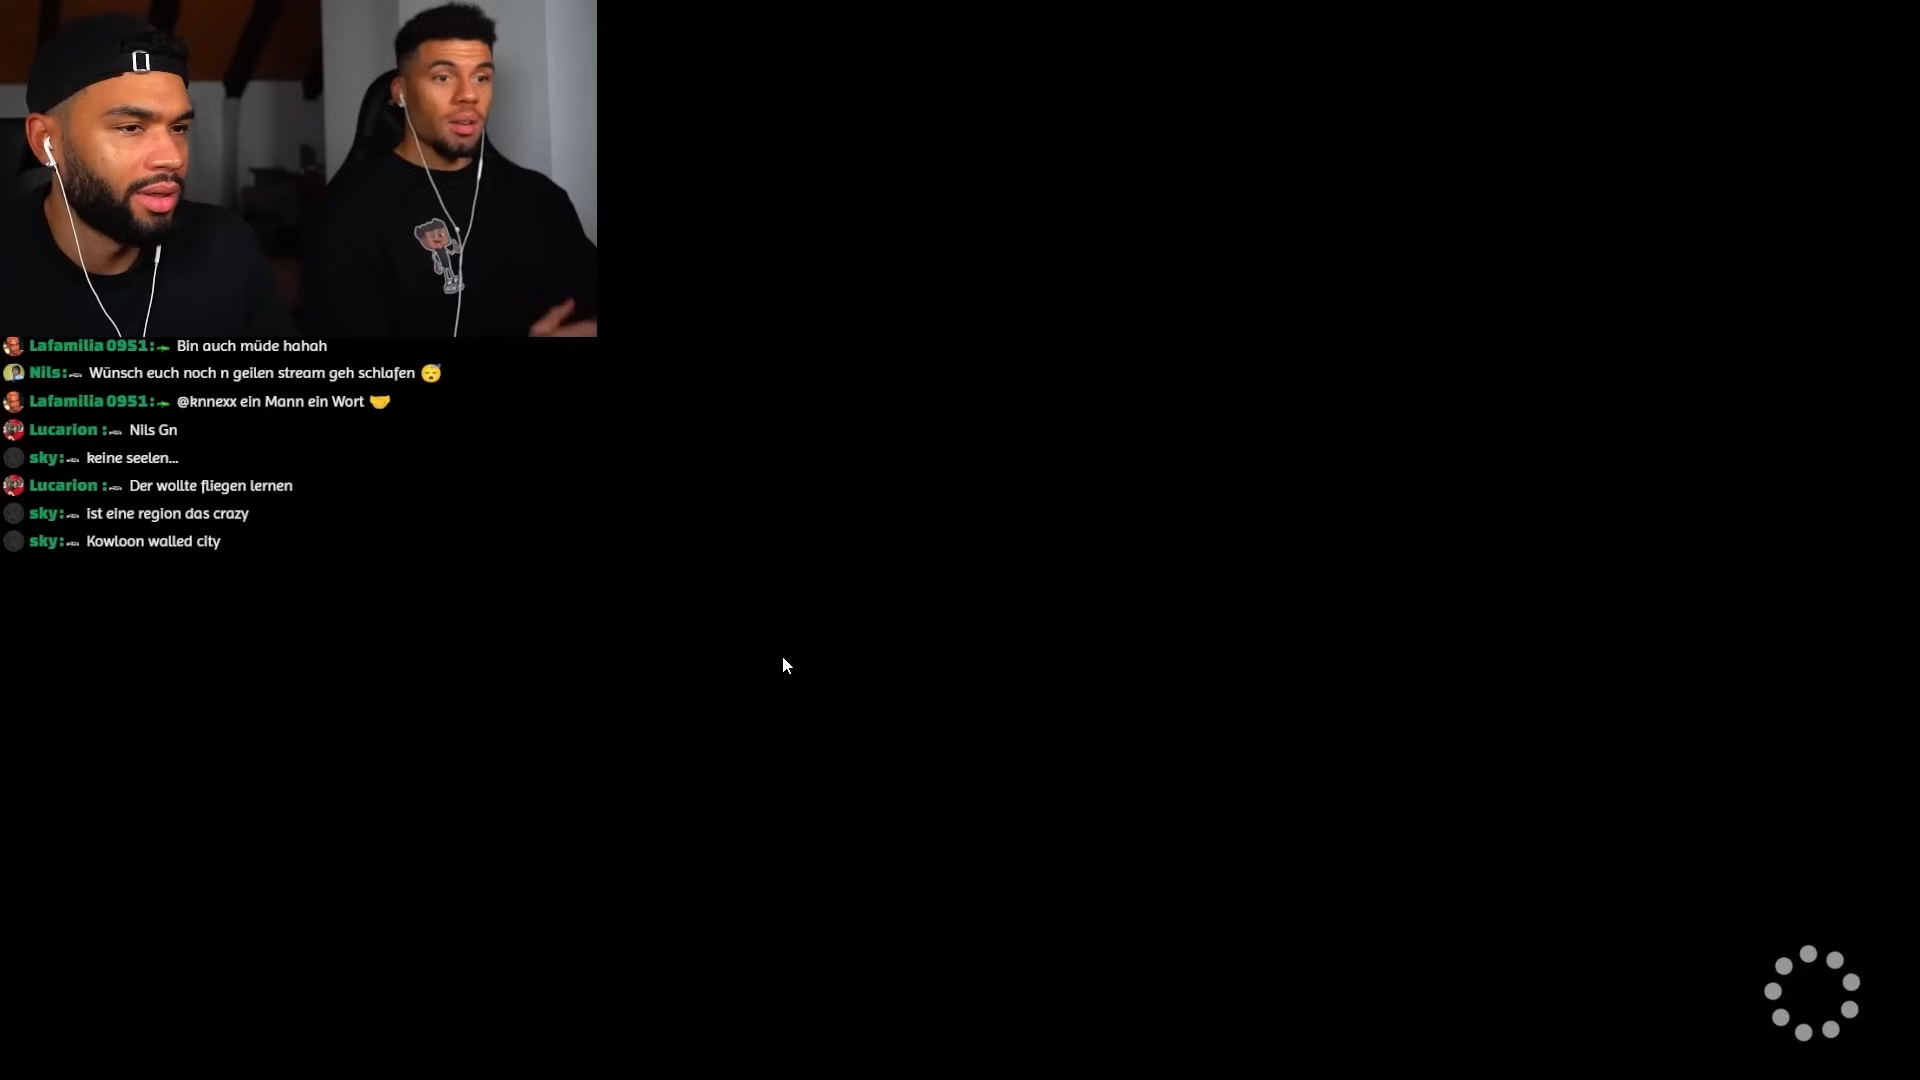 Lafamilia 0951: Bin auch müde hahah
Nils: Wünsch euch noch n geilen stream geh schlafen 😴
Lafamilia 0951: @knnexx ein Mann ein Wort 🤝
Lucarion : Nils Gn
sky: keine seelen...
Lucarion : Der wollte fliegen lernen
sky: ist eine region das crazy
sky: Kowloon walled city